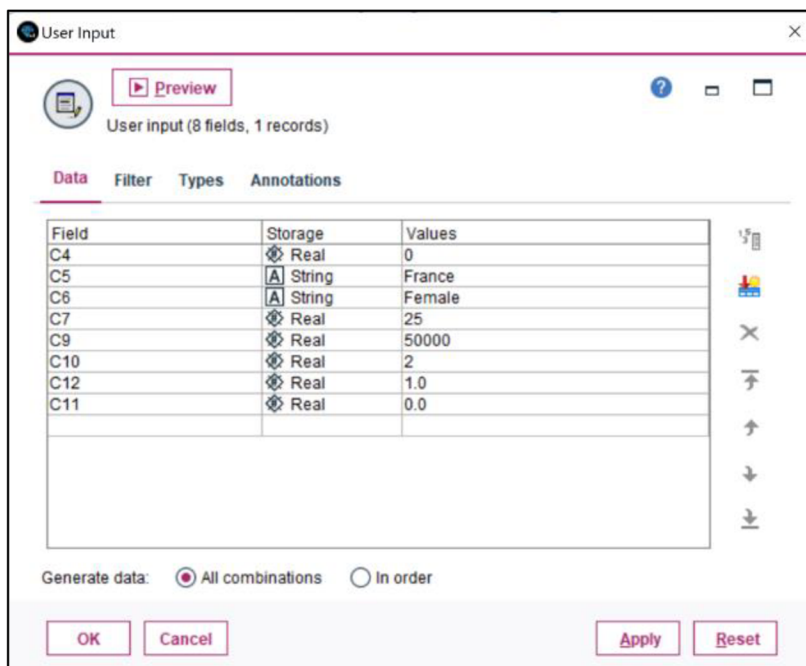 User Input
Preview
User input (8 fields, 1 records)
Data Filter Types Annotations
Field Storage Values
C4 Real 0
C5 A String France
C6 A String Female
C7 Real 25
C9 Real 50000
C10 Real 2
C12 Real 1.0
C11 Real 0.0
Generate data: All combinations In order
OK Cancel Apply Reset